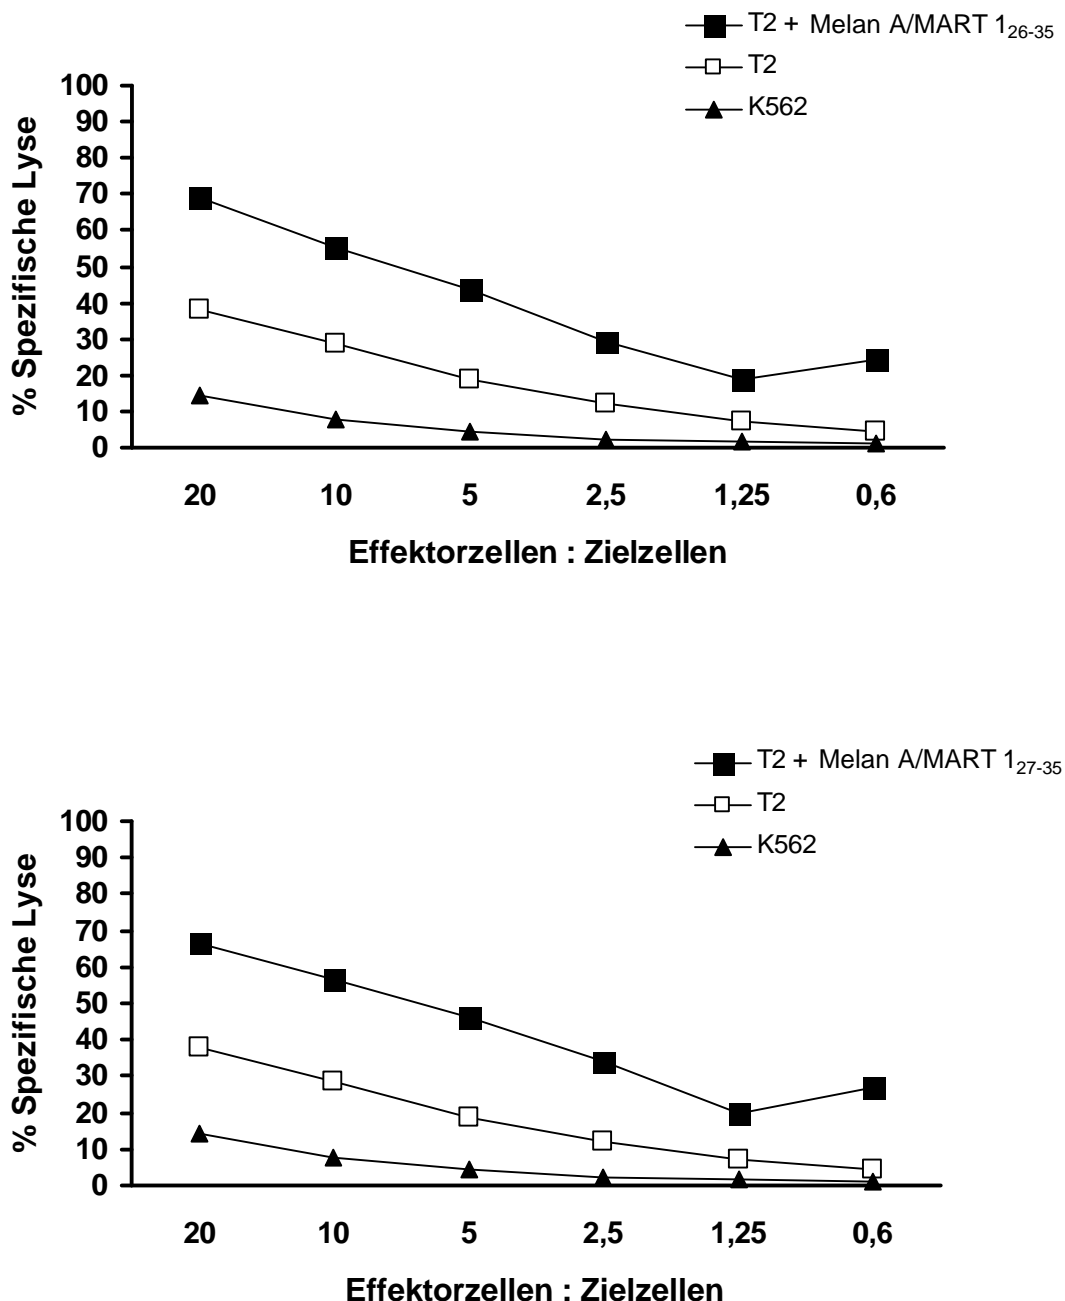 T2 + Melan A/MART 1₂₆₋₃₅
T2
K562
100
90
80
70
60
50
40
30
20
10
0
% Spezifische Lyse
20 10 5 2,5 1,25 0,6
Effektorzellen : Zielzellen
T2 + Melan A/MART 1₂₇₋₃₅
T2
K562
100
90
80
70
60
50
40
30
20
10
0
% Spezifische Lyse
20 10 5 2,5 1,25 0,6
Effektorzellen : Zielzellen